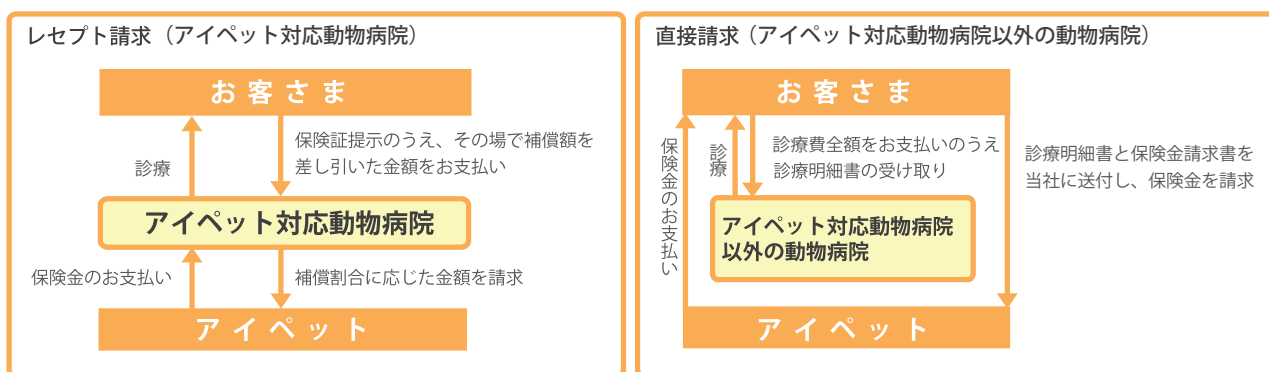 レセプト請求（アイペット対応動物病院）
お客さま
診療
保険証提示のうえ、その場で補償額を
差し引いた金額をお支払い
アイペット対応動物病院
保険金のお支払い
補償割合に応じた金額を請求
アイペット
直接請求（アイペット対応動物病院以外の動物病院）
お客さま
保険金のお支払い
診療
診療費全額をお支払いのうえ
診療明細書の受け取り
診療明細書と保険金請求書を
当社に送付し、保険金を請求
アイペット対応動物病院
以外の動物病院
アイペット